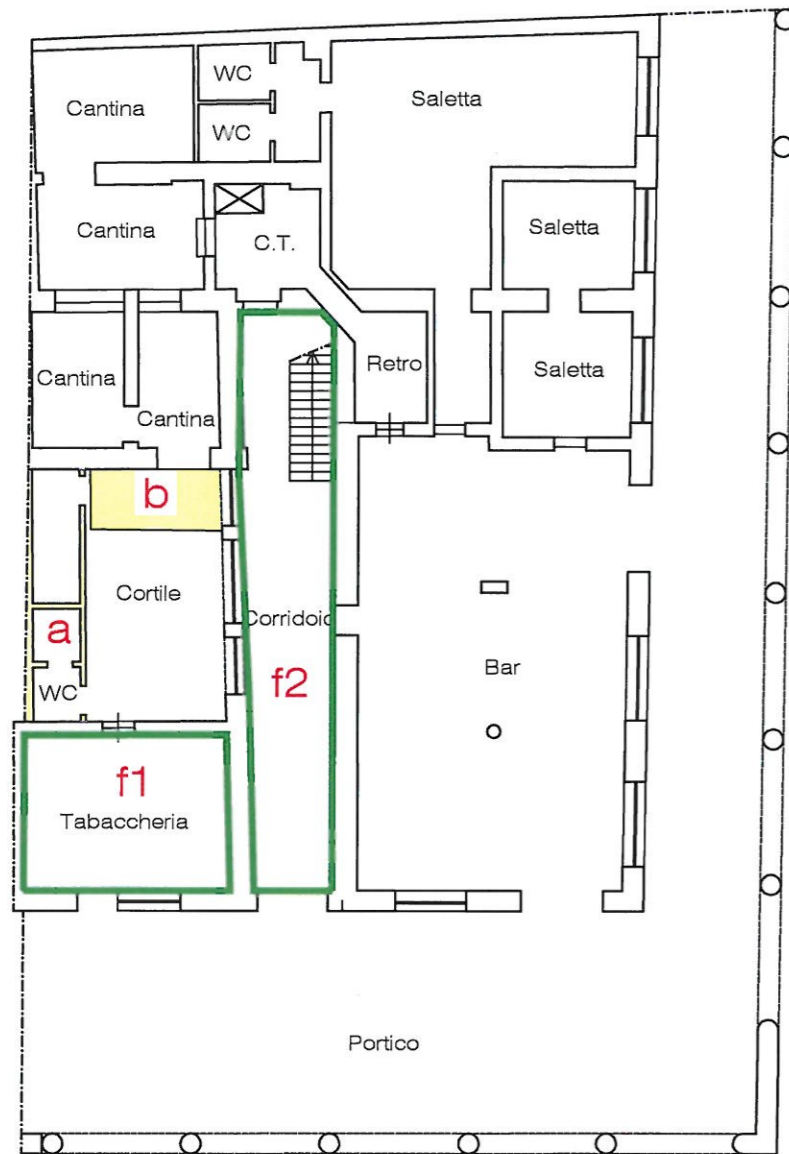 WC
Cantina
Saletta
WC
Cantina
C.T.
Saletta
Cantina
Cantina
Retro
Saletta
b
Cortile
a
Corridoio
WC
f2
Bar
f1
Tabaccheria
Portico